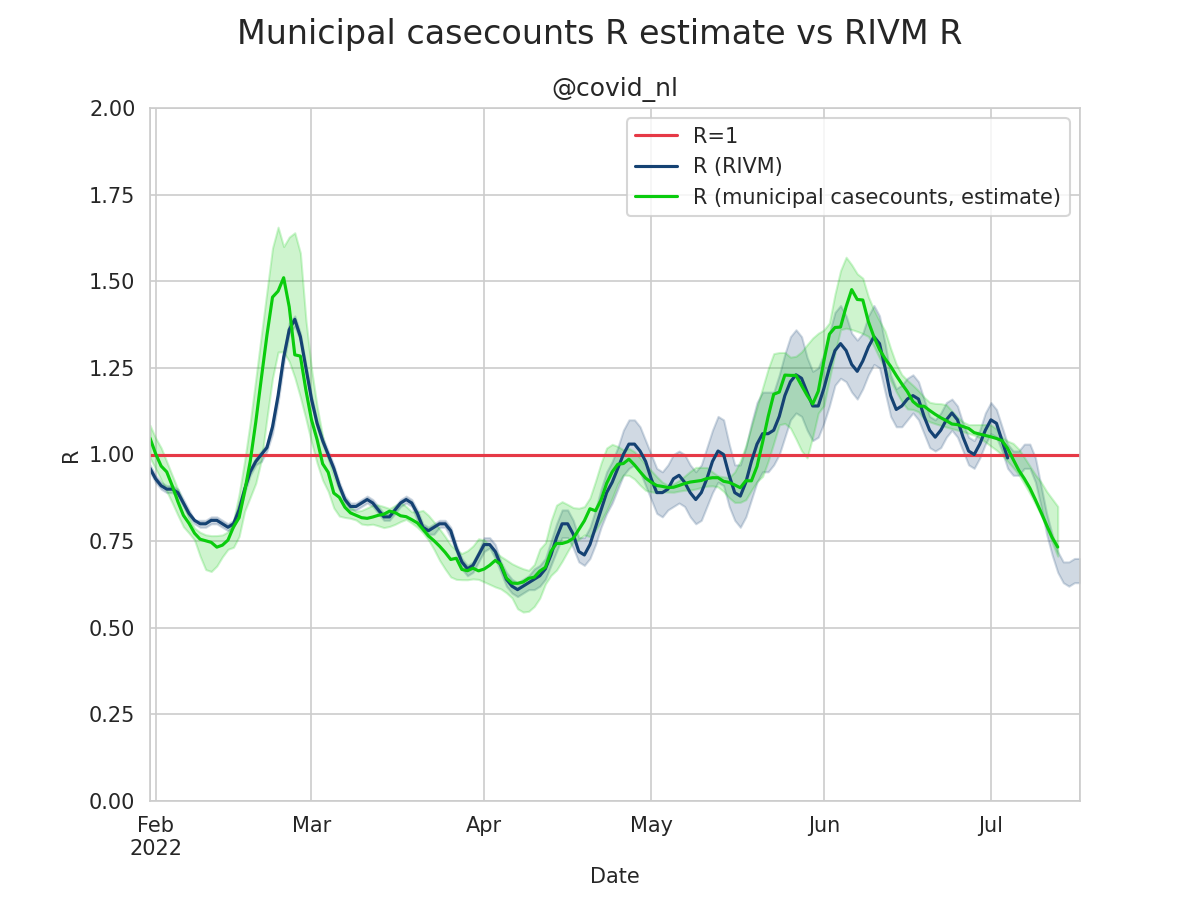 Municipal casecounts R estimate vs RIVM R
@covid_nl
R=1
R (RIVM)
R (municipal casecounts, estimate)
2.00
1.75
1.50
1.25
1.00
0.75
0.50
0.25
0.00
R
Feb Mar Apr May Jun Jul
2022
Date